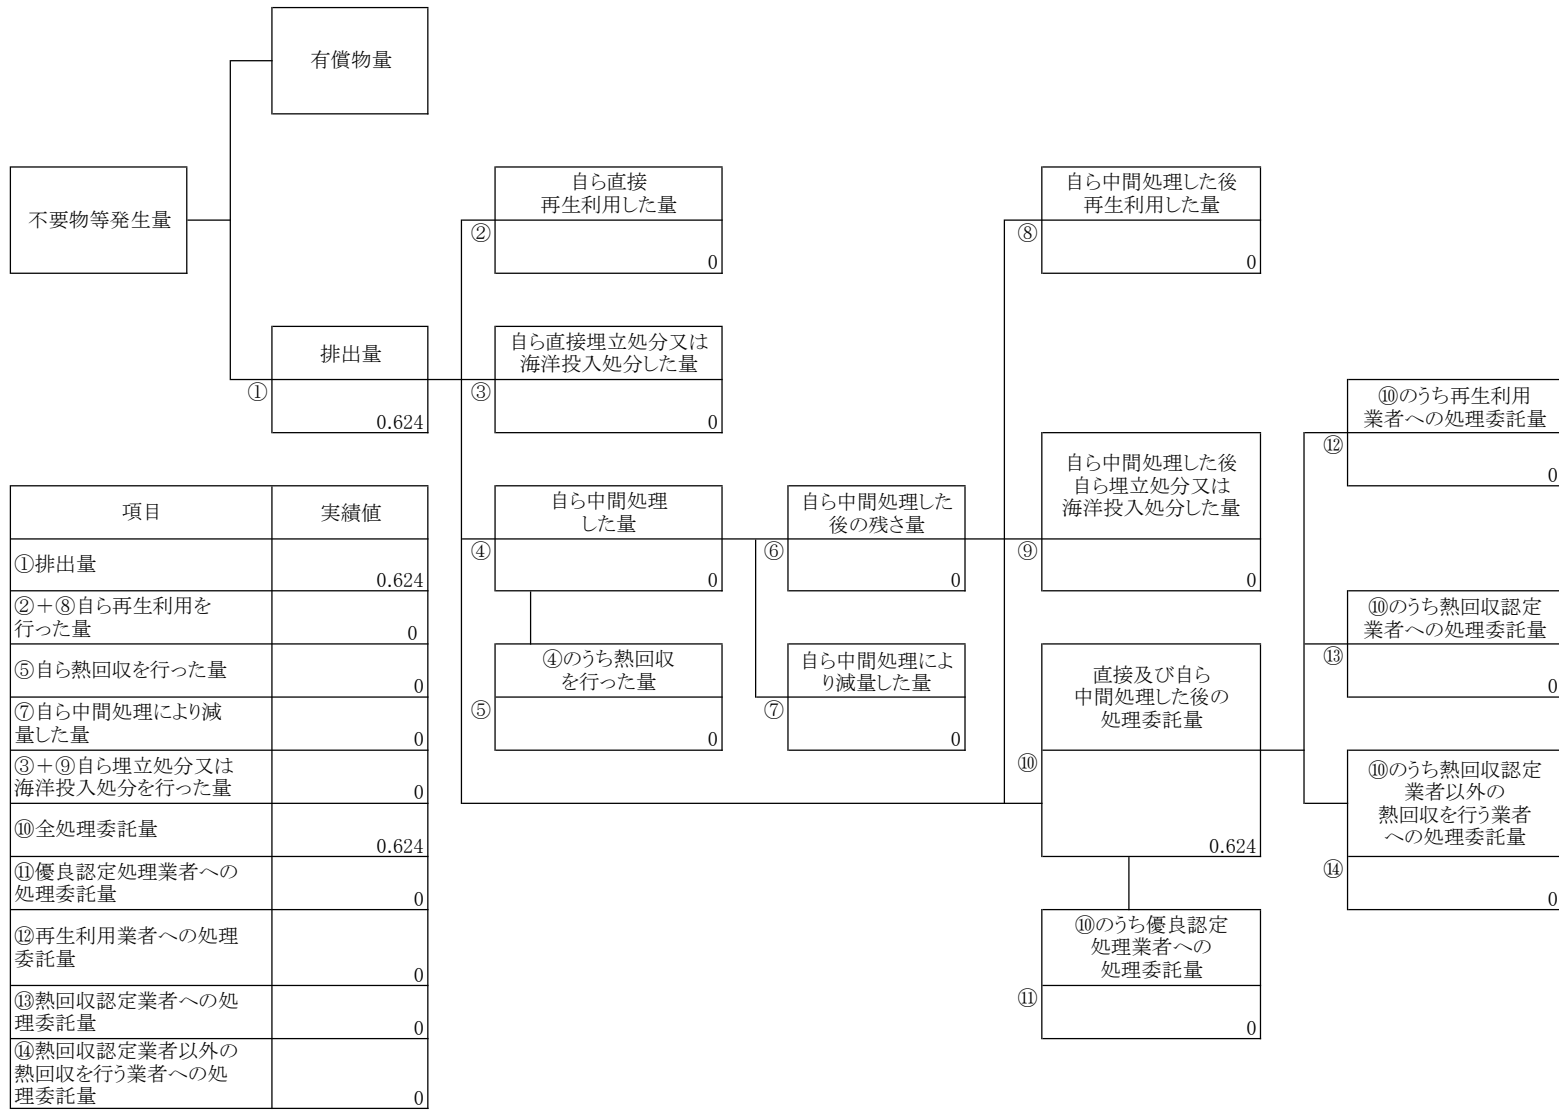 有償物量
不要物等発生量
① 排出量
0.624
② 自ら直接
再生利用した量
0
③ 自ら直接埋立処分又は
海洋投入処分した量
0
④ 自ら中間処理
した量
0
⑤ ④のうち熱回収
を行った量
0
⑥ 自ら中間処理した
後の残さ量
0
⑦ 自ら中間処理によ
り減量した量
0
⑧ 自ら中間処理した後
再生利用した量
0
⑨ 自ら中間処理した後
自ら埋立処分又は
海洋投入処分した量
0
⑩ 直接及び自ら
中間処理した後の
処理委託量
0.624
⑪ ⑩のうち優良認定
処理業者への
処理委託量
0
⑫ ⑩のうち再生利用
業者への処理委託量
0
⑬ ⑩のうち熱回収認定
業者への処理委託量
0
⑭ ⑩のうち熱回収認定
業者以外の
熱回収を行う業者
への処理委託量
0
項目 実績値
①排出量 0.624
②+⑧自ら再生利用を
行った量 0
⑤自ら熱回収を行った量 0
⑦自ら中間処理により減
量した量 0
③+⑨自ら埋立処分又は
海洋投入処分を行った量 0
⑩全処理委託量 0.624
⑪優良認定処理業者への
処理委託量 0
⑫再生利用業者への処理
委託量 0
⑬熱回収認定業者への処
理委託量 0
⑭熱回収認定業者以外の
熱回収を行う業者への処
理委託量 0